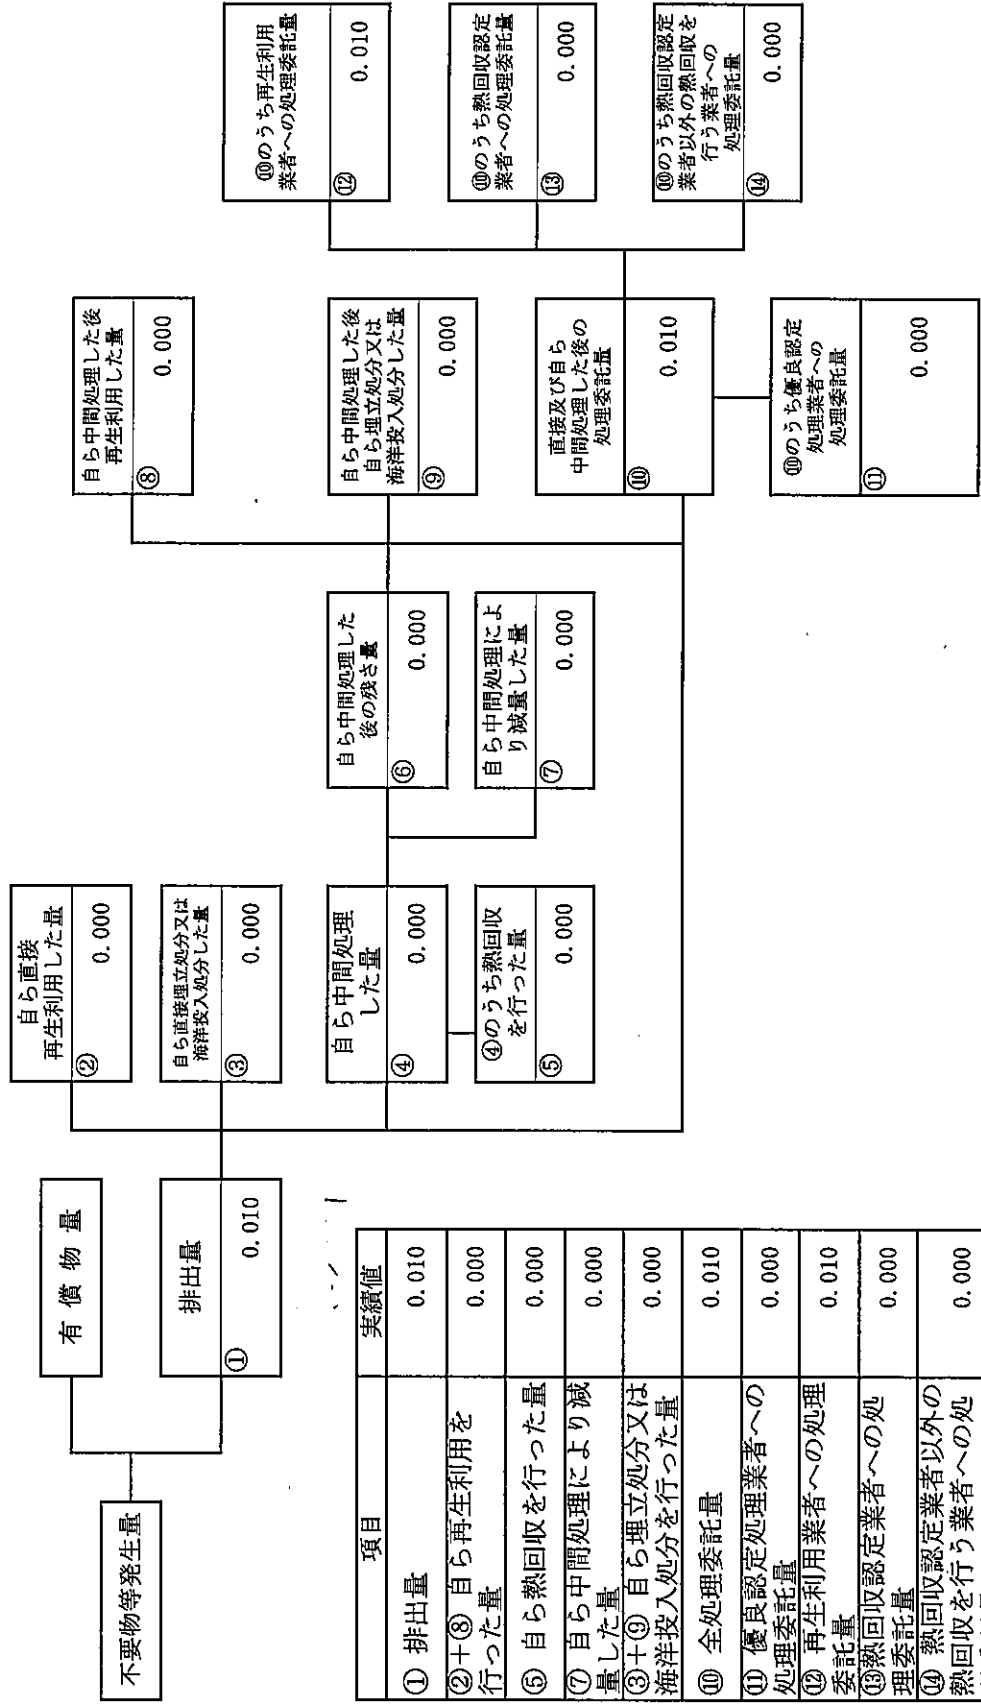 不要物等発生量
有 償 物 量
排出量
①
0.010
自ら直接
再生利用した量
②
0.000
自ら直接埋立処分又は
海洋投入処分した量
③
0.000
自ら中間処理
した量
④
0.000
④のうち熱回収
を行った量
⑤
0.000
自ら中間処理した
後の残さ量
⑥
0.000
自ら中間処理によ
り減量した量
⑦
0.000
自ら中間処理した後
再生利用した量
⑧
0.000
自ら中間処理した後
自ら埋立処分又は
海洋投入処分した量
⑨
0.000
直接及び自ら
中間処理した後の
処理委託量
⑩
0.010
⑩のうち優良認定
処理業者への
処理委託量
⑪
0.000
⑩のうち再生利用
業者への処理委託量
⑫
0.010
⑩のうち熱回収認定
業者への処理委託量
⑬
0.000
⑩のうち熱回収認定
業者以外の熱回収を
行う業者への
処理委託量
⑭
0.000
項目 実績値
① 排出量 0.010
②+⑧ 自ら再生利用を
行った量 0.000
⑤ 自ら熱回収を行った量 0.000
⑦ 自ら中間処理により減
量した量 0.000
③+⑨ 自ら埋立処分又は
海洋投入処分を行った量 0.000
⑩ 全処理委託量 0.010
⑪ 優良認定処理業者への
処理委託量 0.000
⑫ 再生利用業者への処理
委託量 0.010
⑬熱回収認定業者への処
理委託量 0.000
⑭ 熱回収認定業者以外の
熱回収を行う業者への処 0.000